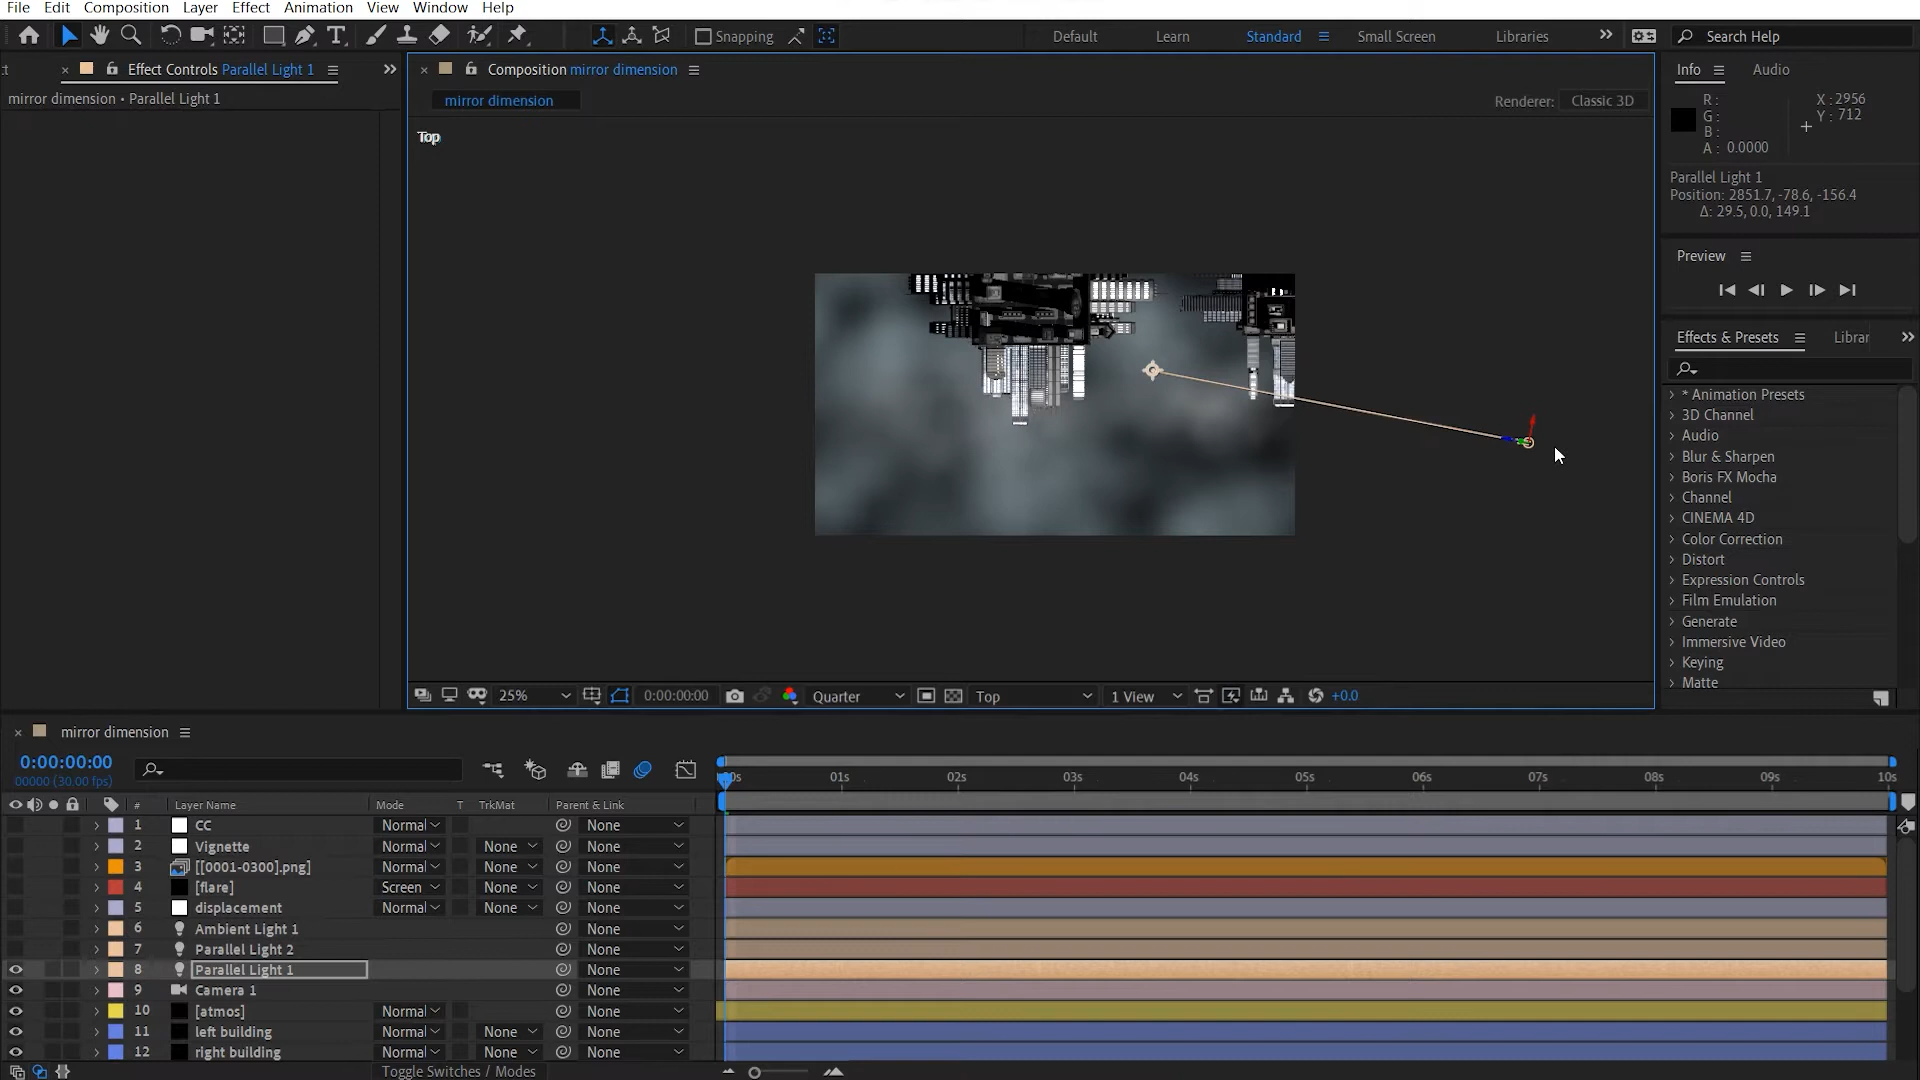 File Edit Composition Layer Effect Animation View Window Help
Snapping Default Learn Standard Small Screen Libraries Search Help
Effect Controls Parallel Light 1
mirror dimension • Parallel Light 1
Composition mirror dimension
mirror dimension
Renderer: Classic 3D
Top
Info Audio
R : X : 2956
G : Y : 712
B :
A : 0.0000
Parallel Light 1
Position: 2851.7, -78.6, -156.4
Δ: 29.5, 0.0, 149.1
Preview
Effects & Presets Librar
* Animation Presets
3D Channel
Audio
Blur & Sharpen
Boris FX Mocha
Channel
CINEMA 4D
Color Correction
Distort
Expression Controls
Film Emulation
Generate
Immersive Video
Keying
Matte
25% 0:00:00:00 Quarter Top 1 View +0.0
mirror dimension
0:00:00:00
00000 (30.00 fps)
00s 01s 02s 03s 04s 05s 06s 07s 08s 09s 10s
# Layer Name Mode T TrkMat Parent & Link
1 CC Normal None
2 Vignette Normal None None
3 [[0001-0300].png] Normal None None
4 [flare] Screen None None
5 displacement Normal None None
6 Ambient Light 1 None
7 Parallel Light 2 None
8 Parallel Light 1 None
9 Camera 1 None
10 [atmos] Normal None
11 left building Normal None None
12 right building Normal None None
Toggle Switches / Modes